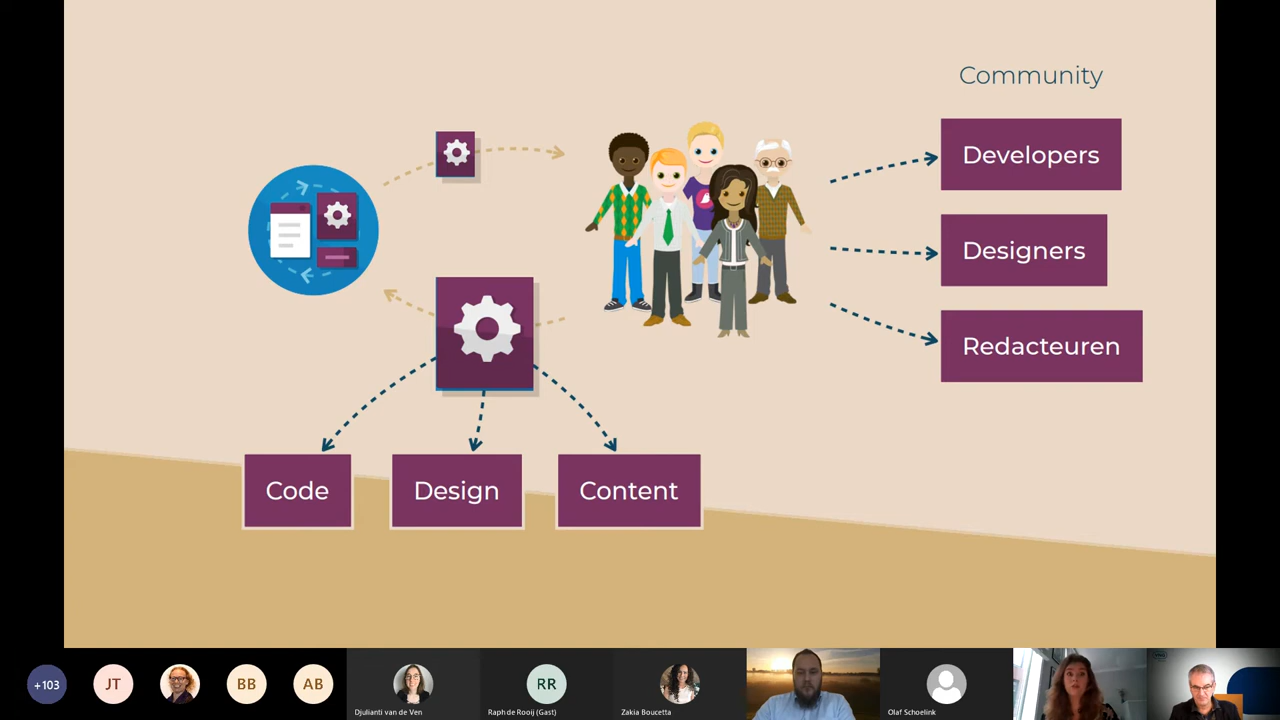 Community
Developers
Designers
Redacteuren
Code
Design
Content
+103
JT
BB
AB
Djulianti van de Ven
RR
Raph de Rooij (Gast)
Zakia Boucetta
Olaf Schoelink